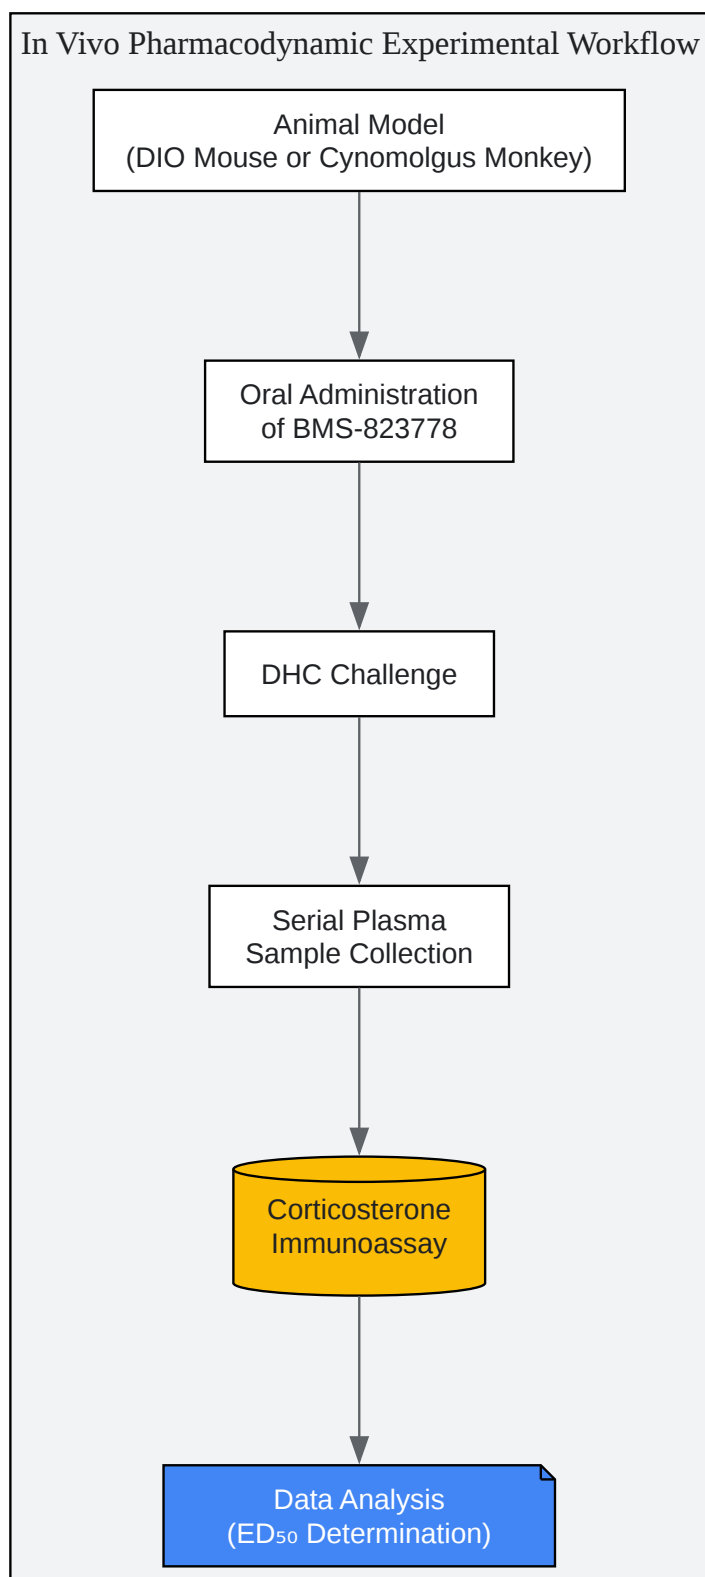 In Vivo Pharmacodynamic Experimental Workflow
Animal Model
(DIO Mouse or Cynomolgus Monkey)
Oral Administration
of BMS-823778
DHC Challenge
Serial Plasma
Sample Collection
Corticosterone
Immunoassay
Data Analysis
(ED₅₀ Determination)